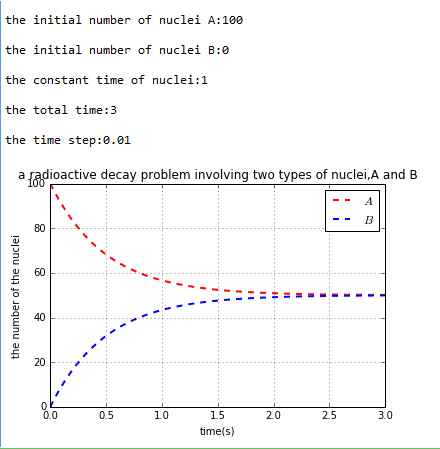 the initial number of nuclei A:100
the initial number of nuclei B:0
the constant time of nuclei:1
the total time:3
the time step:0.01
a radioactive decay problem involving two types of nuclei,A and B
100
80
60
40
20
0
the number of the nuclei
A
B
0.0 0.5 1.0 1.5 2.0 2.5 3.0
time(s)